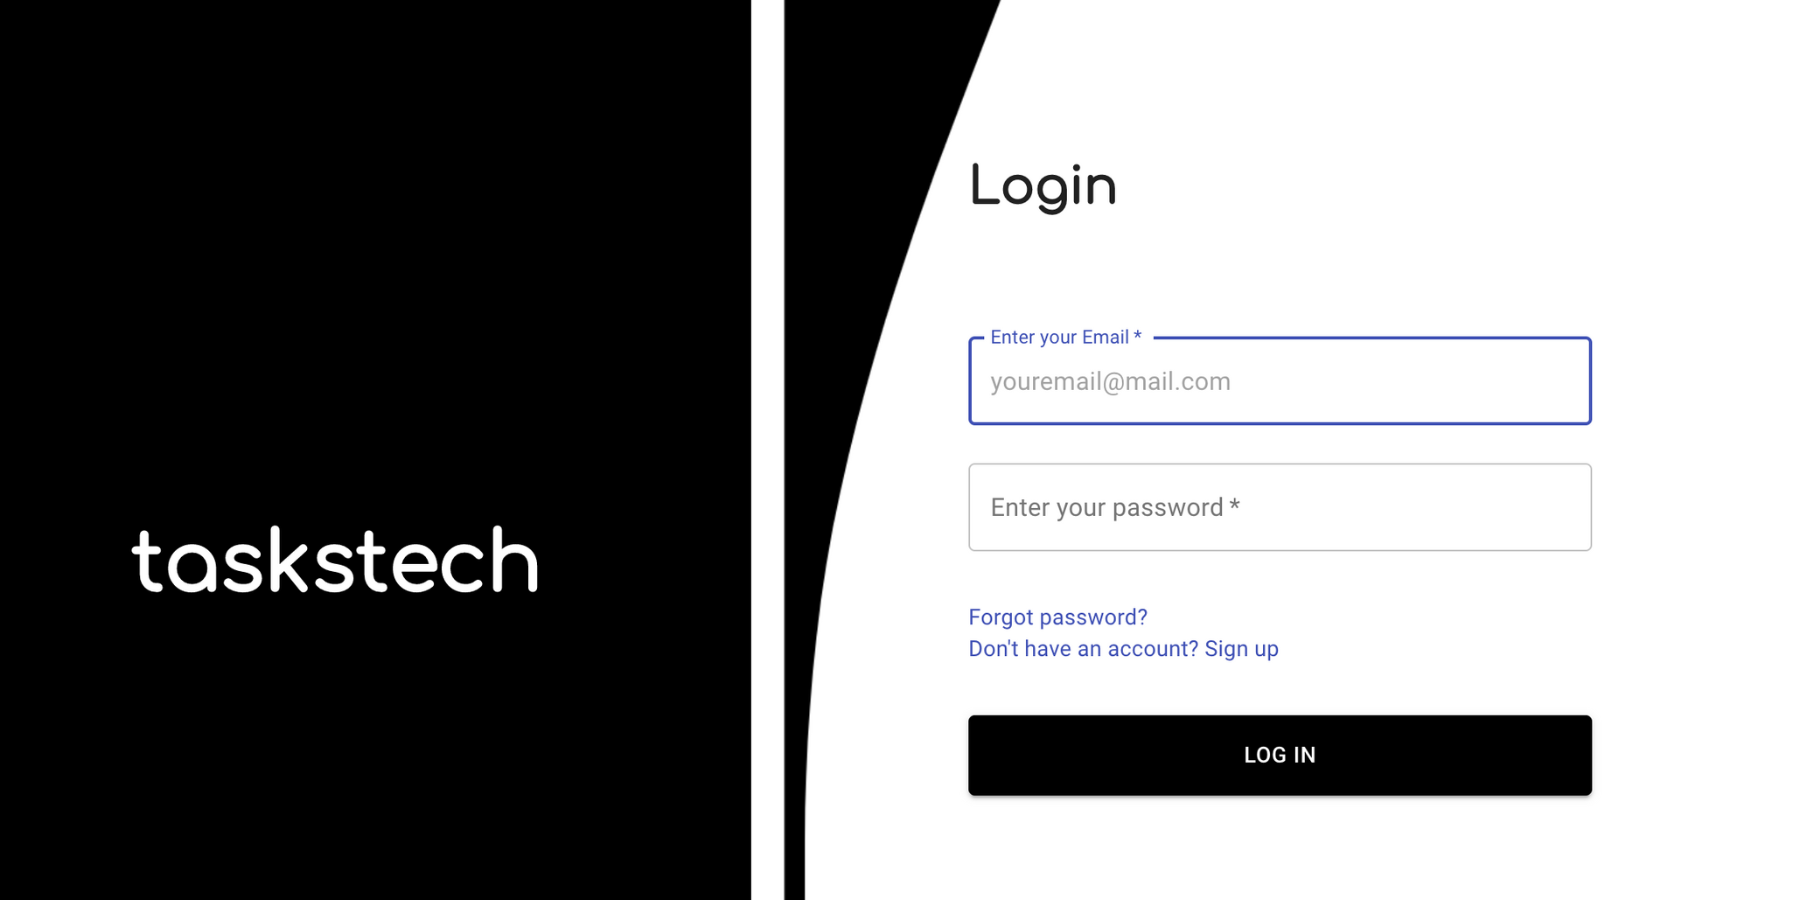 taskstech
Login
Enter your Email *
youremail@mail.com
Enter your password *
Forgot password?
Don't have an account? Sign up
LOG IN